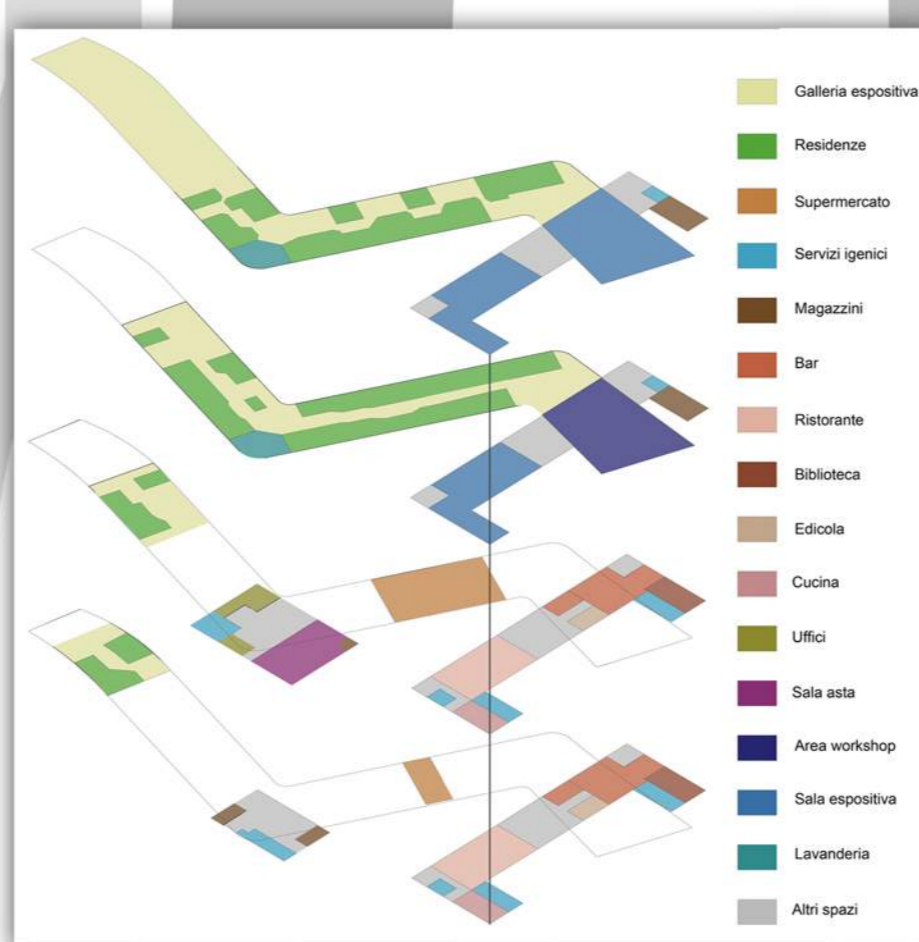 Galleria espositiva
Residenze
Supermercato
Servizi igenici
Magazzini
Bar
Ristorante
Biblioteca
Edicola
Cucina
Uffici
Sala asta
Area workshop
Sala espositiva
Lavanderia
Altri spazi